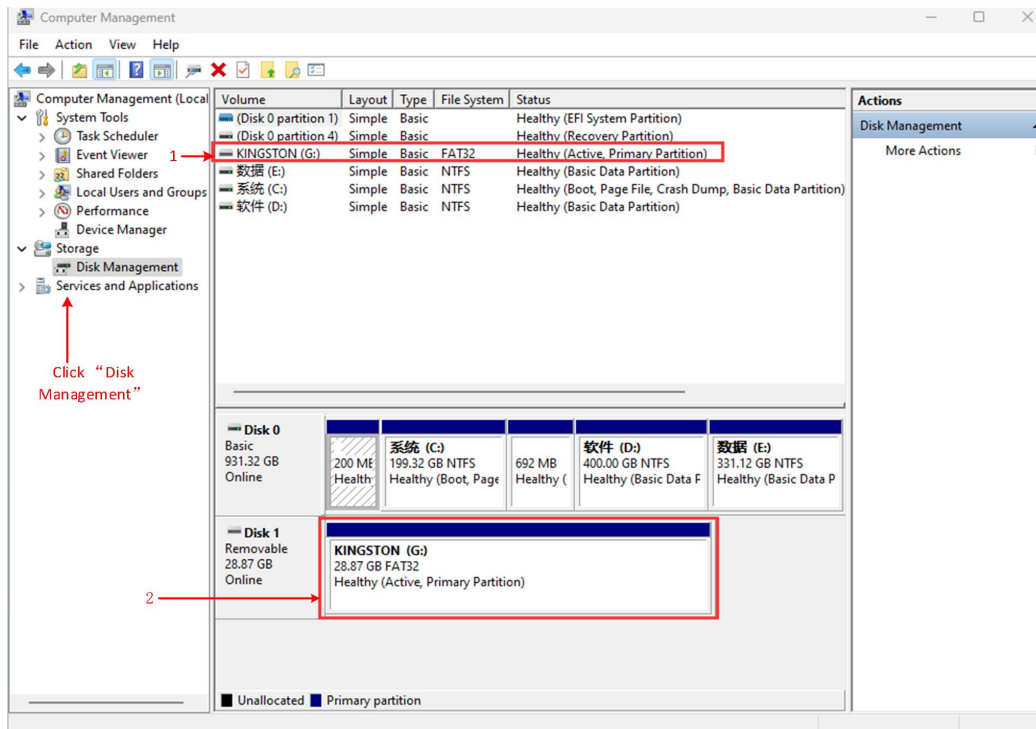 Computer Management
File Action View Help
Computer Management (Local
System Tools
Task Scheduler
Event Viewer
Shared Folders
Local Users and Groups
Performance
Device Manager
Storage
Disk Management
Services and Applications
Click “Disk
Management”
1
Volume Layout Type File System Status
(Disk 0 partition 1) Simple Basic Healthy (EFI System Partition)
(Disk 0 partition 4) Simple Basic Healthy (Recovery Partition)
KINGSTON (G:) Simple Basic FAT32 Healthy (Active, Primary Partition)
数据 (E:) Simple Basic NTFS Healthy (Basic Data Partition)
系统 (C:) Simple Basic NTFS Healthy (Boot, Page File, Crash Dump, Basic Data Partition)
软件 (D:) Simple Basic NTFS Healthy (Basic Data Partition)
Actions
Disk Management
More Actions
Disk 0
Basic
931.32 GB
Online
200 ME
Health
系统 (C:)
199.32 GB NTFS
Healthy (Boot, Page
692 MB
Healthy (
软件 (D:)
400.00 GB NTFS
Healthy (Basic Data F
数据 (E:)
331.12 GB NTFS
Healthy (Basic Data P
Disk 1
Removable
28.87 GB
Online
2
KINGSTON (G:)
28.87 GB FAT32
Healthy (Active, Primary Partition)
Unallocated Primary partition